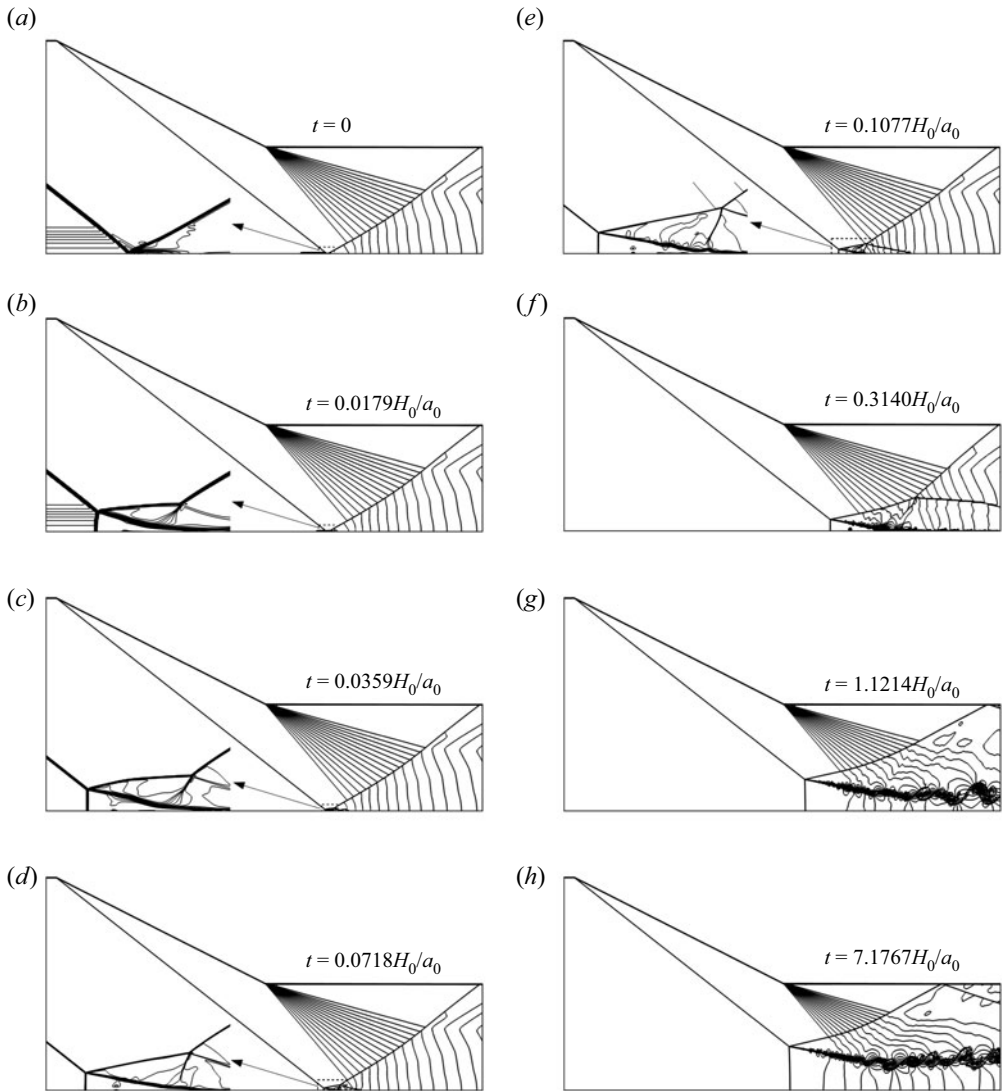 (a)
t = 0
(b)
t = 0.0179H₀/a₀
(c)
t = 0.0359H₀/a₀
(d)
t = 0.0718H₀/a₀
(e)
t = 0.1077H₀/a₀
(f)
t = 0.3140H₀/a₀
(g)
t = 1.1214H₀/a₀
(h)
t = 7.1767H₀/a₀